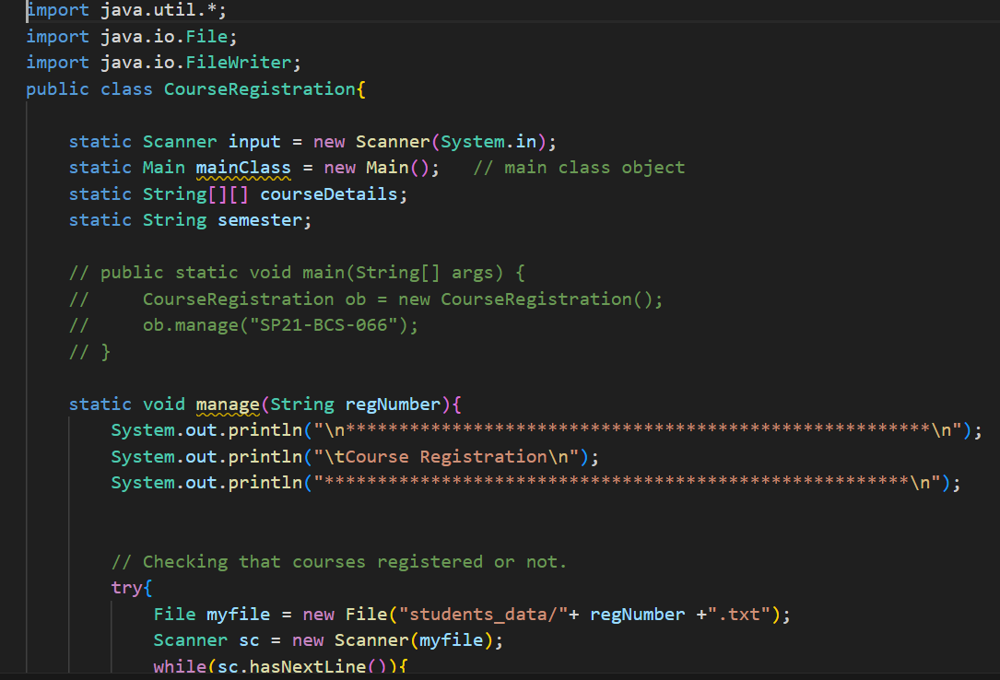 import java.util.*;
import java.io.File;
import java.io.FileWriter;
public class CourseRegistration{
static Scanner input = new Scanner(System.in);
static Main mainClass = new Main();   // main class object
static String[][] courseDetails;
static String semester;
// public static void main(String[] args) {
//     CourseRegistration ob = new CourseRegistration();
//     ob.manage("SP21-BCS-066");
// }
static void manage(String regNumber){
System.out.println("\n*******************************************************\n");
System.out.println("\tCourse Registration\n");
System.out.println("*******************************************************\n");
// Checking that courses registered or not.
try{
File myfile = new File("students_data/"+ regNumber +".txt");
Scanner sc = new Scanner(myfile);
while(sc.hasNextLine()){